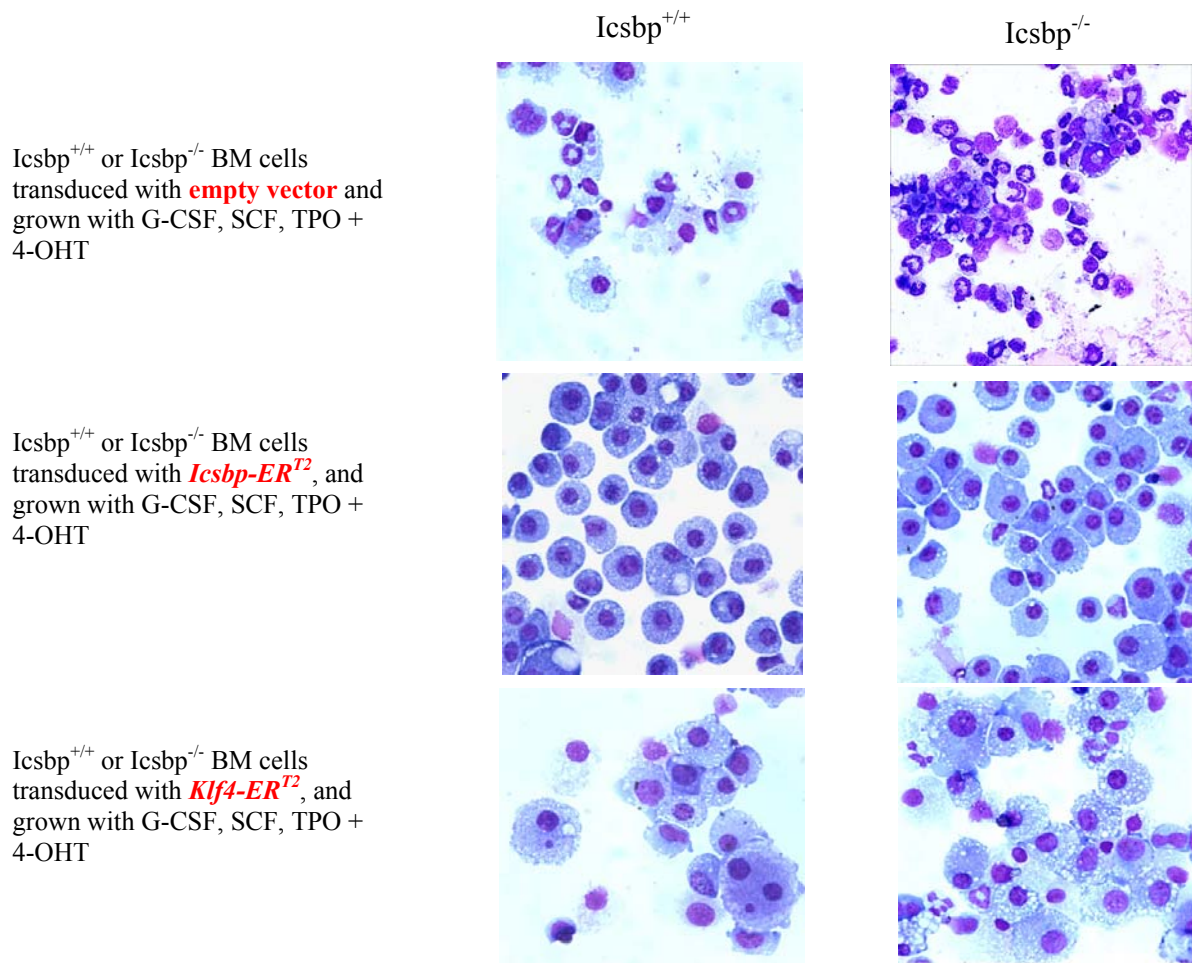 Icsbp+/+
Icsbp-/-
Icsbp+/+ or Icsbp-/- BM cells
transduced with empty vector and
grown with G-CSF, SCF, TPO +
4-OHT
Icsbp+/+ or Icsbp-/- BM cells
transduced with Icsbp-ERT2, and
grown with G-CSF, SCF, TPO +
4-OHT
Icsbp+/+ or Icsbp-/- BM cells
transduced with Klf4-ERT2, and
grown with G-CSF, SCF, TPO +
4-OHT